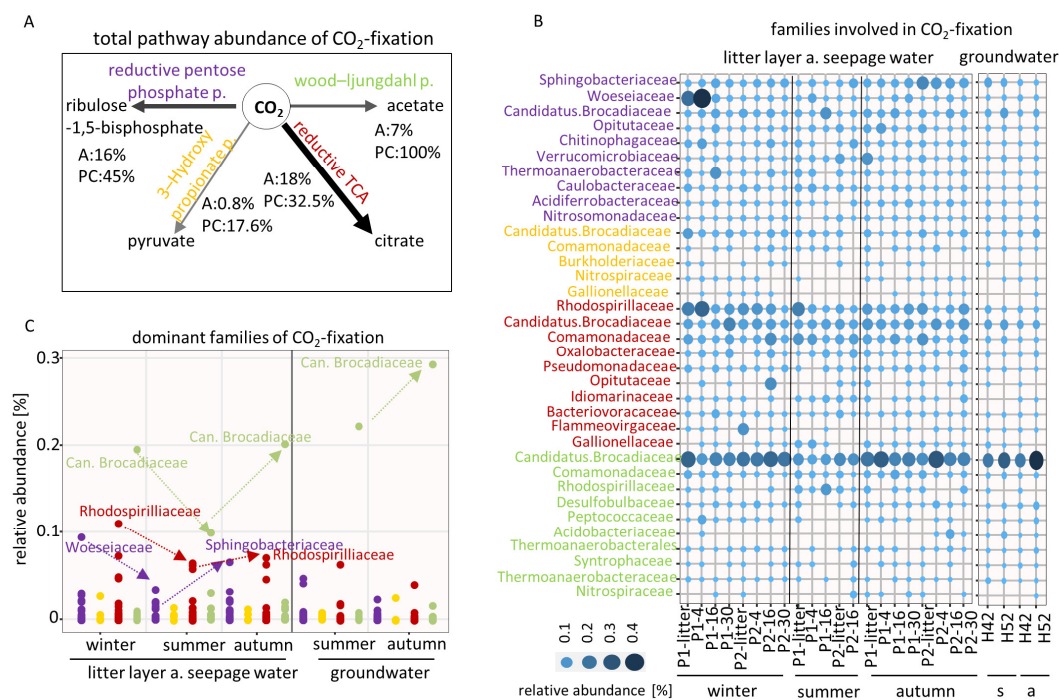 A
total pathway abundance of CO₂-fixation
reductive pentose
phosphate p.
wood–ljungdahl p.
ribulose
-1,5-bisphosphate
CO₂
acetate
A:7%
PC:100%
A:16%
PC:45%
3–Hydroxy
propionate p.
reductive TCA
A:18%
PC:32.5%
A:0.8%
PC:17.6%
pyruvate
citrate
B
families involved in CO₂-fixation
litter layer a. seepage water
groundwater
Sphingobacteriaceae
Woeseiaceae
Candidatus.Brocadiaceae
Opitutaceae
Chitinophagaceae
Verrucomicrobiaceae
Thermoanaerobacteraceae
Caulobacteraceae
Acidiferrobacteraceae
Nitrosomonadaceae
Candidatus.Brocadiaceae
Comamonadaceae
Burkholderiaceae
Nitrospiraceae
Gallionellaceae
Rhodospirillaceae
Candidatus.Brocadiaceae
Comamonadaceae
Oxalobacteraceae
Pseudomonadaceae
Opitutaceae
Idiomarinaceae
Bacteriovoracaceae
Flammeovirgaceae
Gallionellaceae
Candidatus.Brocadiaceae
Comamonadaceae
Rhodospirillaceae
Desulfobulbaceae
Peptococcaceae
Acidobacteriaceae
Thermoanaerobacterales
Syntrophaceae
Thermoanaerobacteraceae
Nitrospiraceae
P1-litter
P1-4
P1-16
P1-30
P2-litter
P2-4
P2-16
P2-30
P1-litter
P1-4
P1-16
P2-litter
P2-16
P1-litter
P1-4
P1-16
P1-30
P2-litter
P2-4
P2-16
P2-30
H42
H52
H42
H52
winter
summer
autumn
s
a
0.1
0.2
0.3
0.4
relative abundance [%]
C
dominant families of CO₂-fixation
relative abundance [%]
0.3
0.2
0.1
0
Can. Brocadiaceae
Can. Brocadiaceae
Can. Brocadiaceae
Rhodospirilliaceae
Woeseiaceae
Sphingobacteriaceae
Rhodospirilliaceae
winter
summer
autumn
summer
autumn
litter layer a. seepage water
groundwater